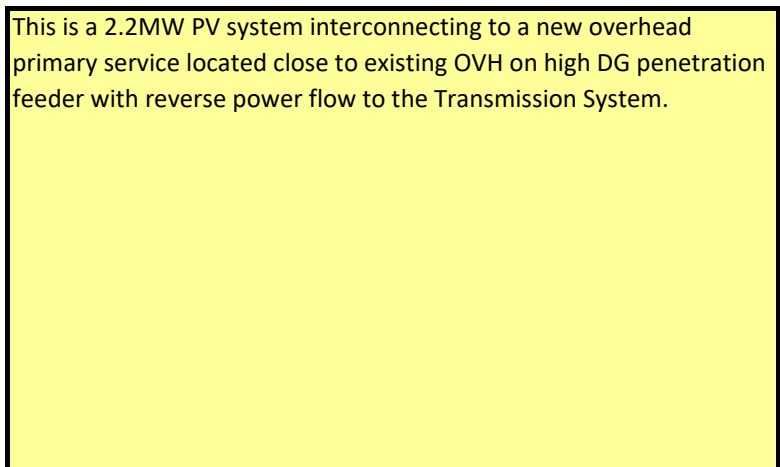 This is a 2.2MW PV system interconnecting to a new overhead
primary service located close to existing OVH on high DG penetration
feeder with reverse power flow to the Transmission System.